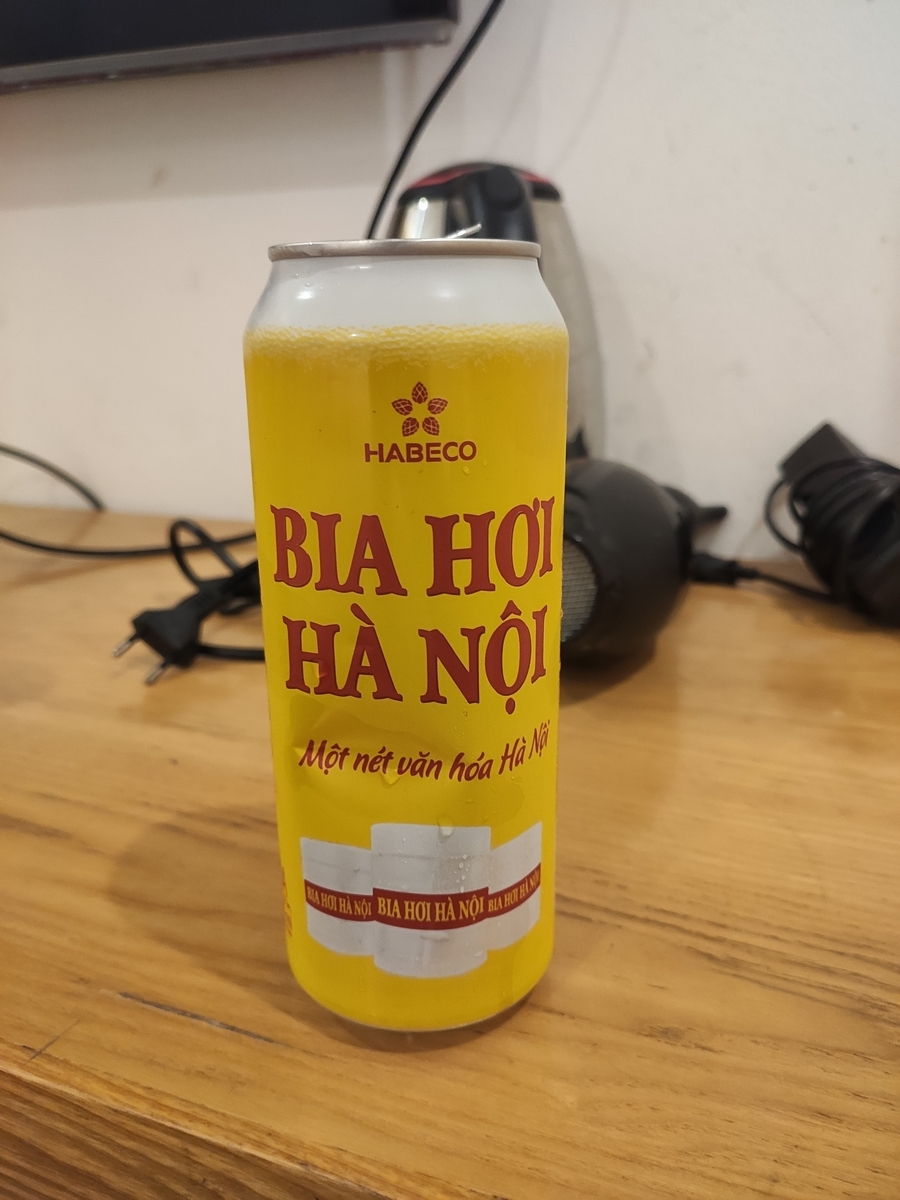 HABECO
BIA HƠI
HÀ NỘI
Một nét văn hóa Hà Nội
BIA HƠI HÀ NỘI
BIA HƠI HÀ NỘI
BIA HƠI HÀ NỘI